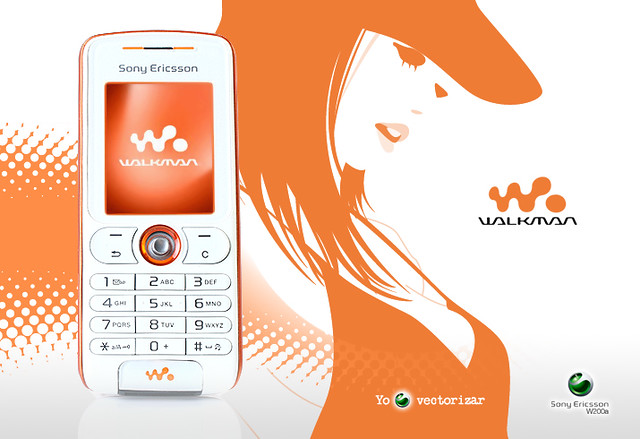 Sony Ericsson
WALKMAN
C
1
2 ABC
3 DEF
4 GHI
5 JKL
6 MNO
7 PQRS
8 TUV
9 WXYZ
* a/A
0 +
#
WALKMAN
Yo vectorizar
Sony Ericsson
W200a